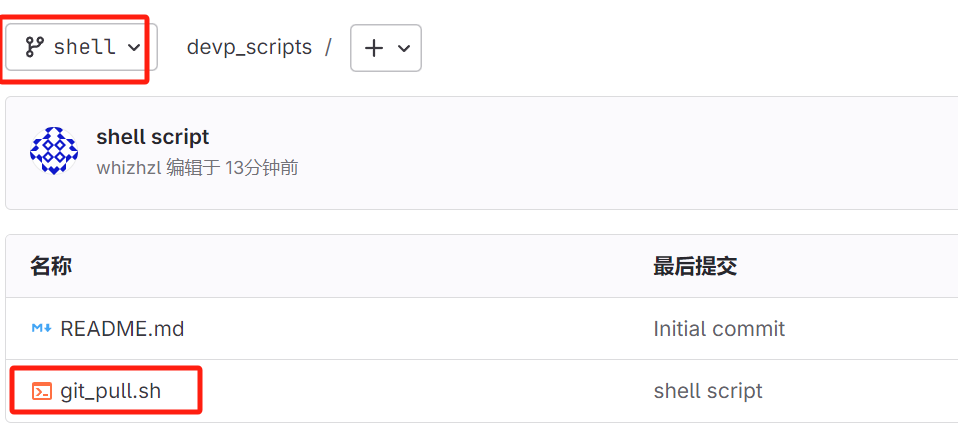 shell devp_scripts / +
shell script
whizhzl 编辑于 13分钟前
名称 最后提交
README.md Initial commit
git_pull.sh shell script